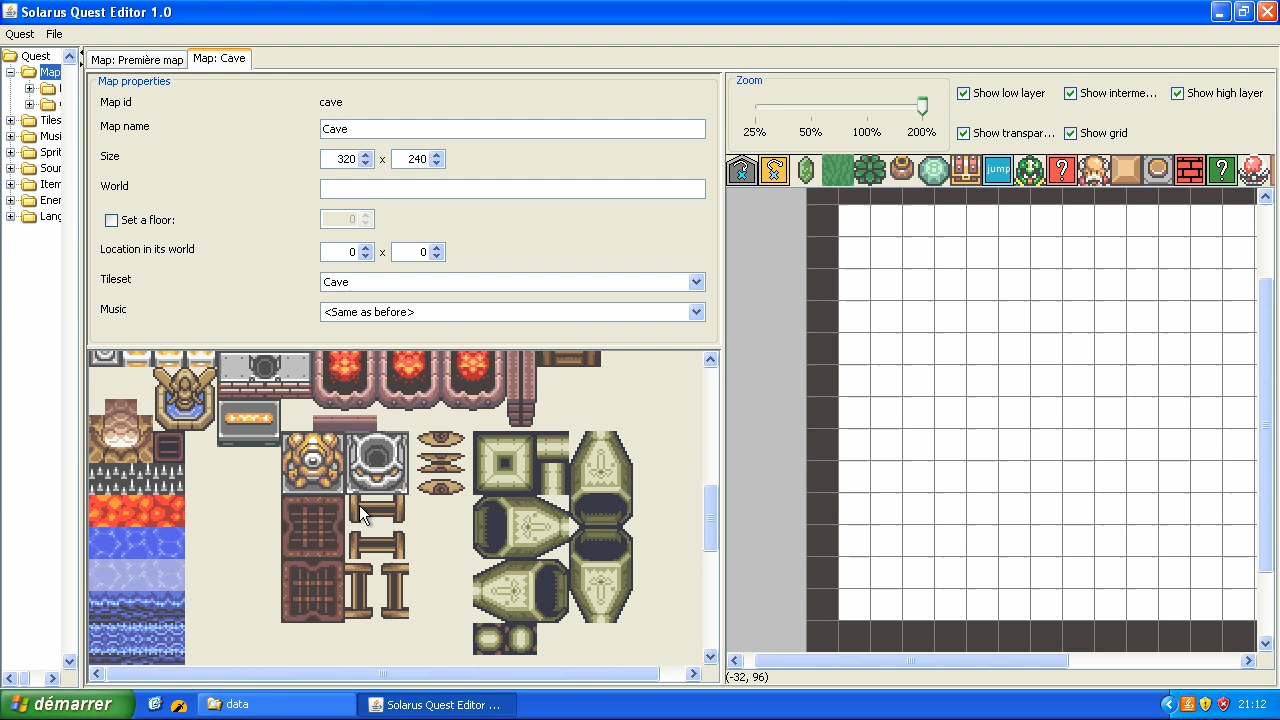 Solarus Quest Editor 1.0
Quest File
Quest
Map
Tiles
Musi
Sprit
Soun
Item
Ene
Lang
Map: Première map
Map: Cave
Map properties
Map id cave
Map name Cave
Size 320 x 240
World
Set a floor: 0
Location in its world 0 x 0
Tileset Cave
Music <Same as before>
Zoom
25% 50% 100% 200%
Show low layer Show interme... Show high layer
Show transpar... Show grid
jump ? ?
(-32, 96)
démarrer
data
Solarus Quest Editor ...
21:12